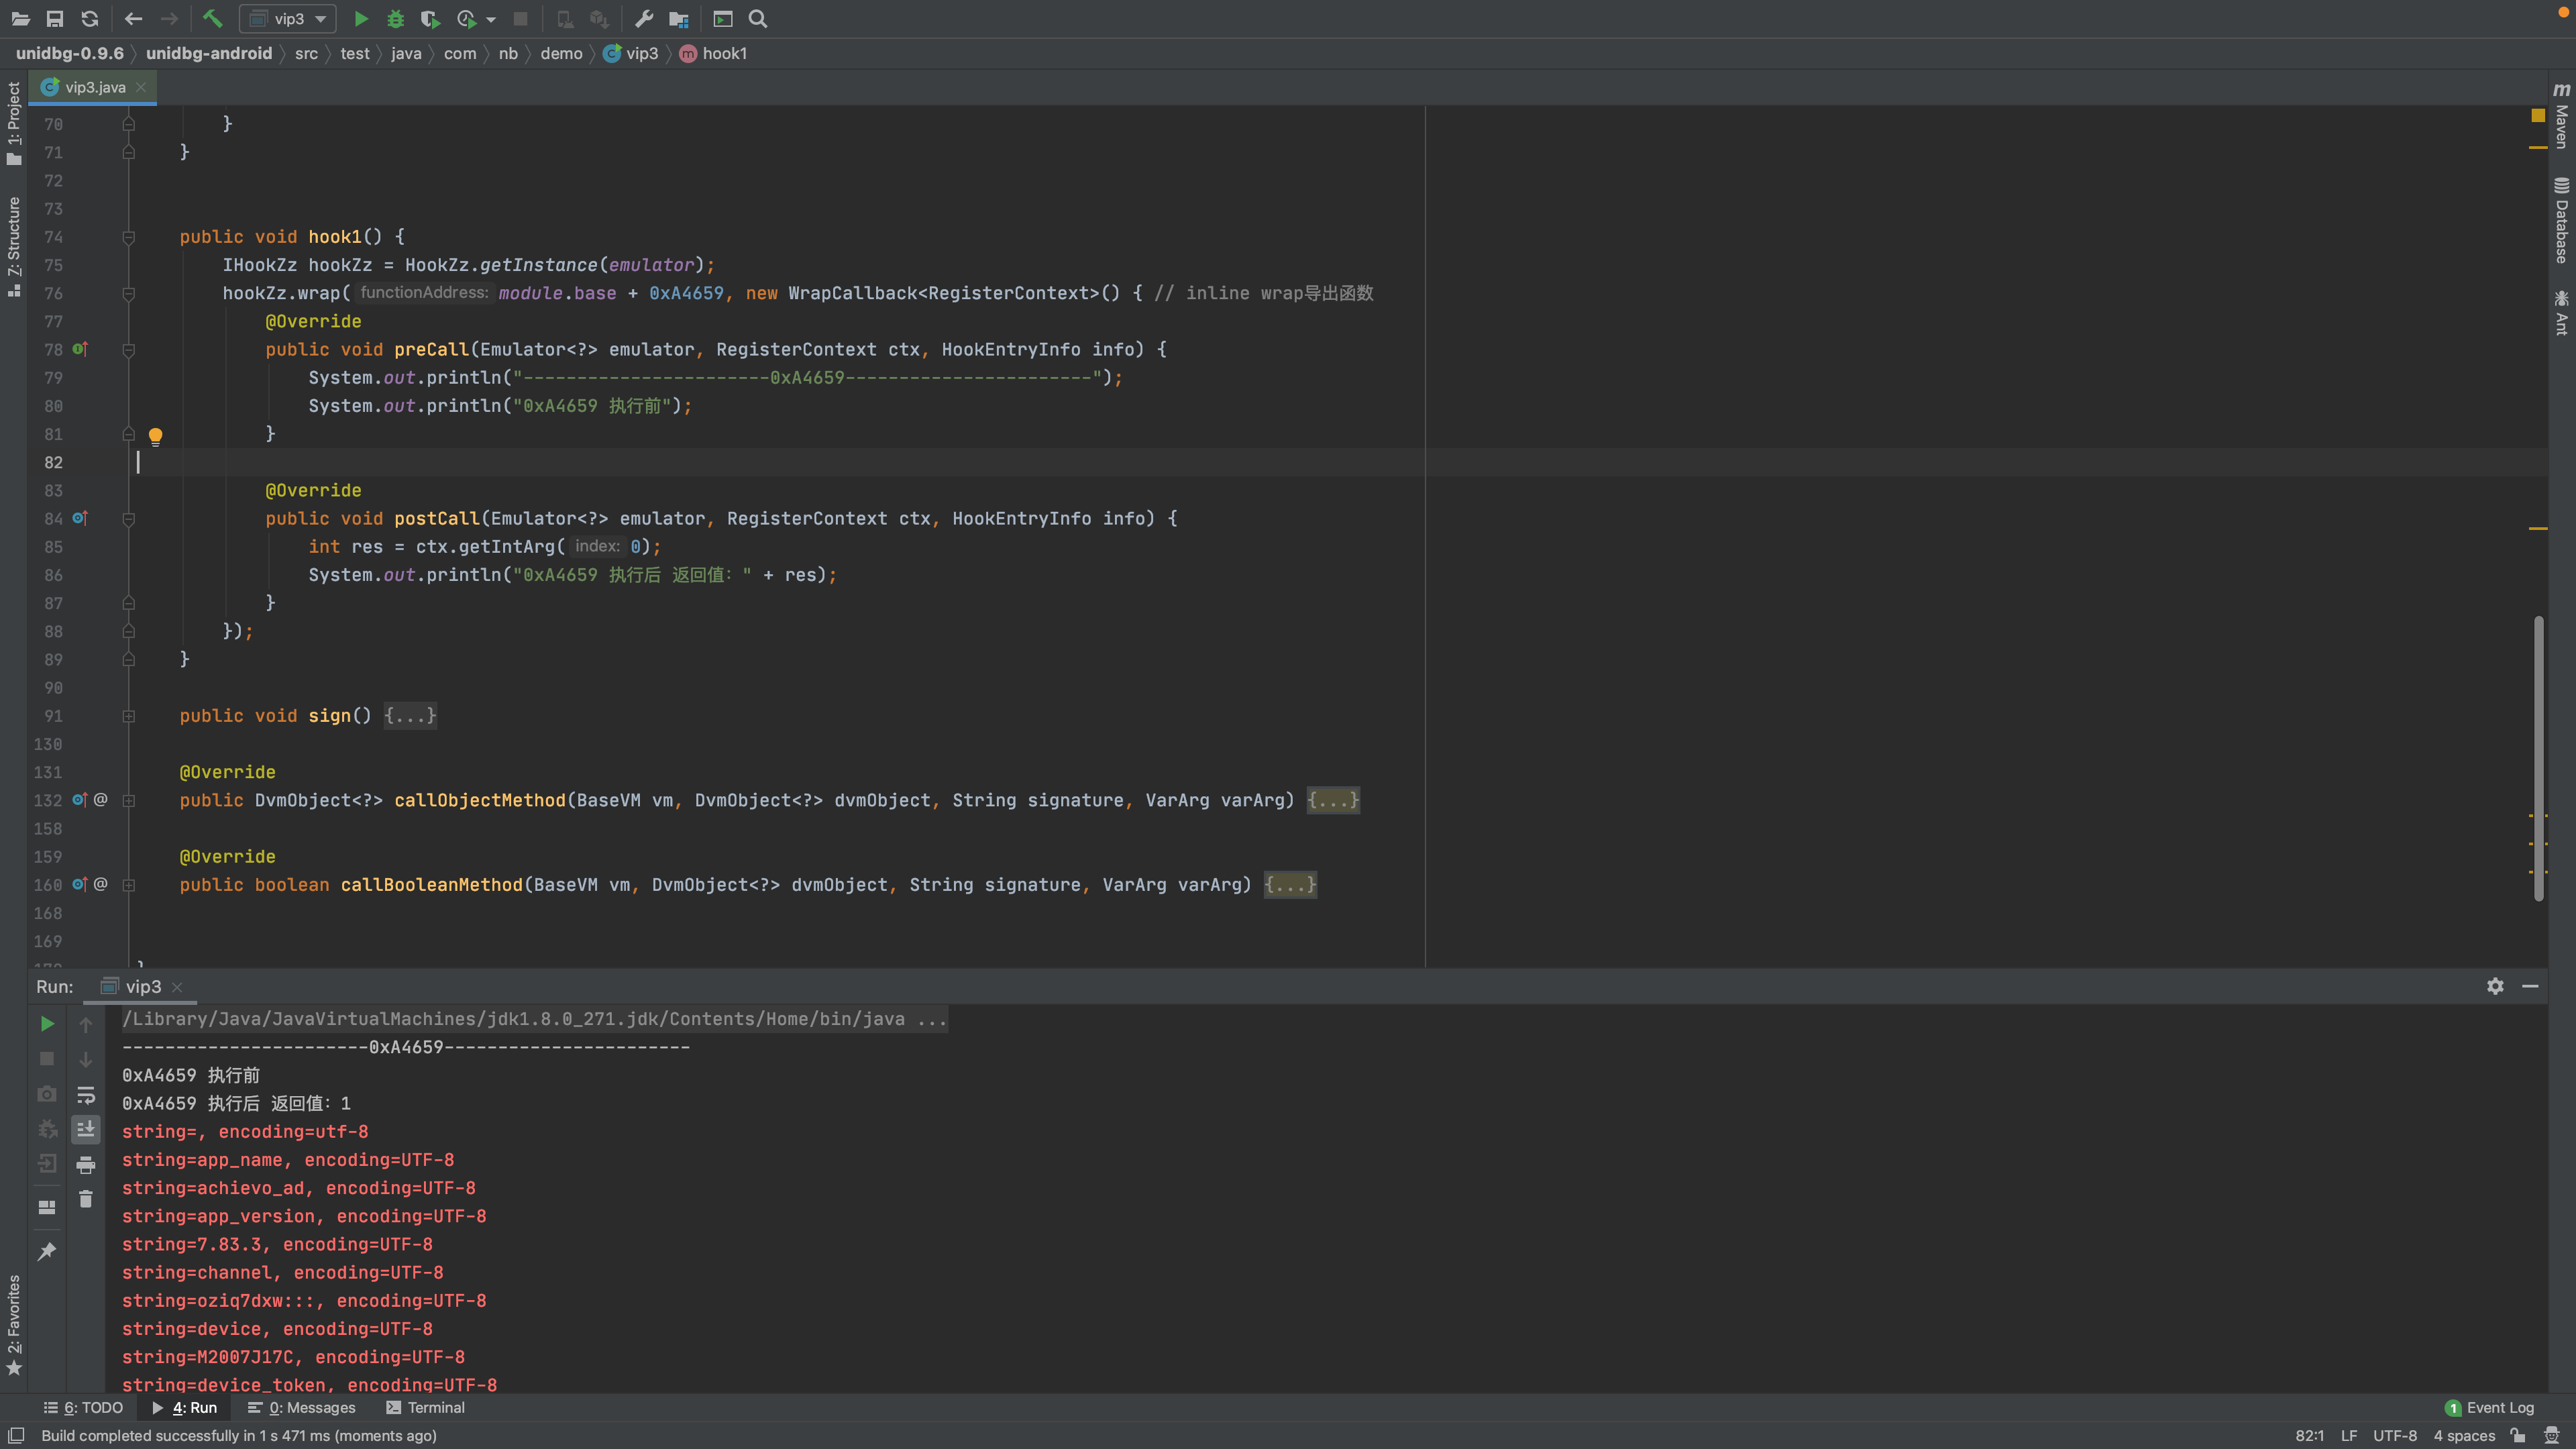 vip3
unidbg-0.9.6 unidbg-android src test java com nb demo vip3 hook1
vip3.java
1: Project
Z: Structure
2: Favorites
Maven
Database
Ant
70 }
71 }
72
73
74 public void hook1() {
75 IHookZz hookZz = HookZz.getInstance(emulator);
76 hookZz.wrap( functionAddress: module.base + 0xA4659, new WrapCallback<RegisterContext>() { // inline wrap导出函数
77 @Override
78 public void preCall(Emulator<?> emulator, RegisterContext ctx, HookEntryInfo info) {
79 System.out.println("-----------------------0xA4659-----------------------");
80 System.out.println("0xA4659 执行前");
81 }
82
83 @Override
84 public void postCall(Emulator<?> emulator, RegisterContext ctx, HookEntryInfo info) {
85 int res = ctx.getIntArg( index: 0);
86 System.out.println("0xA4659 执行后 返回值：" + res);
87 }
88 });
89 }
90
91 public void sign() {...}
130
131 @Override
132 @ public DvmObject<?> callObjectMethod(BaseVM vm, DvmObject<?> dvmObject, String signature, VarArg varArg) {...}
158
159 @Override
160 @ public boolean callBooleanMethod(BaseVM vm, DvmObject<?> dvmObject, String signature, VarArg varArg) {...}
168
169
Run: vip3
/Library/Java/JavaVirtualMachines/jdk1.8.0_271.jdk/Contents/Home/bin/java ...
-----------------------0xA4659-----------------------
0xA4659 执行前
0xA4659 执行后 返回值：1
string=, encoding=utf-8
string=app_name, encoding=UTF-8
string=achievo_ad, encoding=UTF-8
string=app_version, encoding=UTF-8
string=7.83.3, encoding=UTF-8
string=channel, encoding=UTF-8
string=oziq7dxw:::, encoding=UTF-8
string=device, encoding=UTF-8
string=M2007J17C, encoding=UTF-8
string=device_token, encoding=UTF-8
6: TODO 4: Run 0: Messages Terminal 1 Event Log
Build completed successfully in 1 s 471 ms (moments ago) 82:1 LF UTF-8 4 spaces